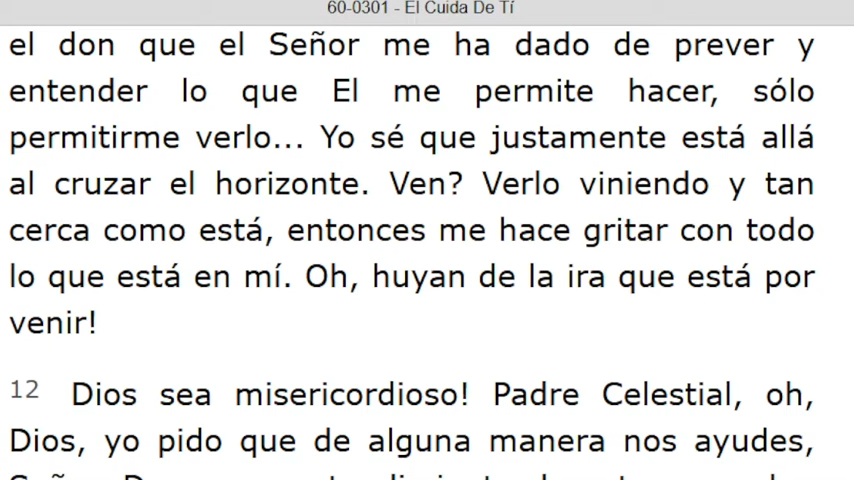 60-0301 - El Cuida De Tí
el don que el Señor me ha dado de prever y
entender lo que El me permite hacer, sólo
permitirme verlo... Yo sé que justamente está allá
al cruzar el horizonte. Ven? Verlo viniendo y tan
cerca como está, entonces me hace gritar con todo
lo que está en mí. Oh, huyan de la ira que está por
venir!
12 Dios sea misericordioso! Padre Celestial, oh,
Dios, yo pido que de alguna manera nos ayudes,